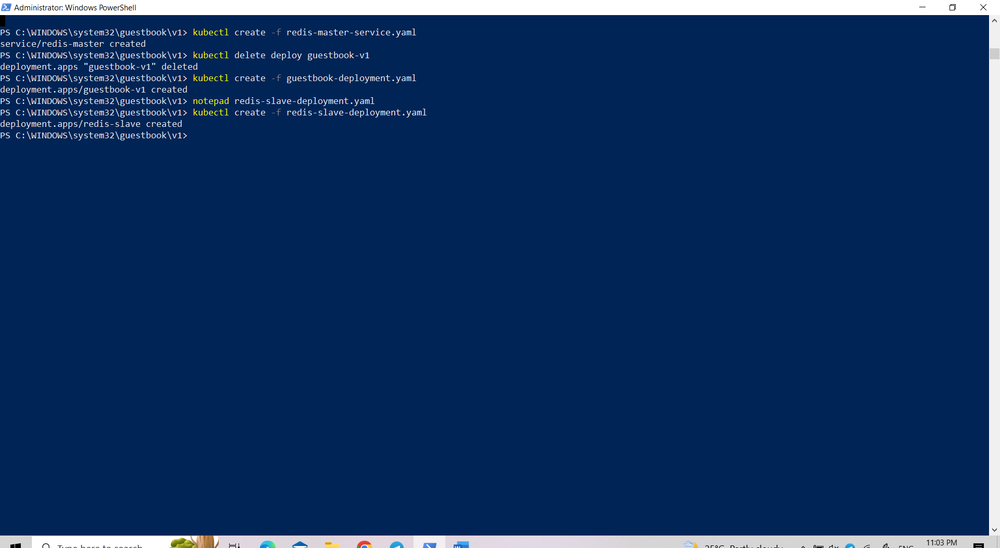 Administrator: Windows PowerShell
PS C:\WINDOWS\system32\guestbook\v1> kubectl create -f redis-master-service.yaml
service/redis-master created
PS C:\WINDOWS\system32\guestbook\v1> kubectl delete deploy guestbook-v1
deployment.apps "guestbook-v1" deleted
PS C:\WINDOWS\system32\guestbook\v1> kubectl create -f guestbook-deployment.yaml
deployment.apps/guestbook-v1 created
PS C:\WINDOWS\system32\guestbook\v1> notepad redis-slave-deployment.yaml
PS C:\WINDOWS\system32\guestbook\v1> kubectl create -f redis-slave-deployment.yaml
deployment.apps/redis-slave created
PS C:\WINDOWS\system32\guestbook\v1>
Type here to search
25°C Partly cloudy
ENG
11:03 PM